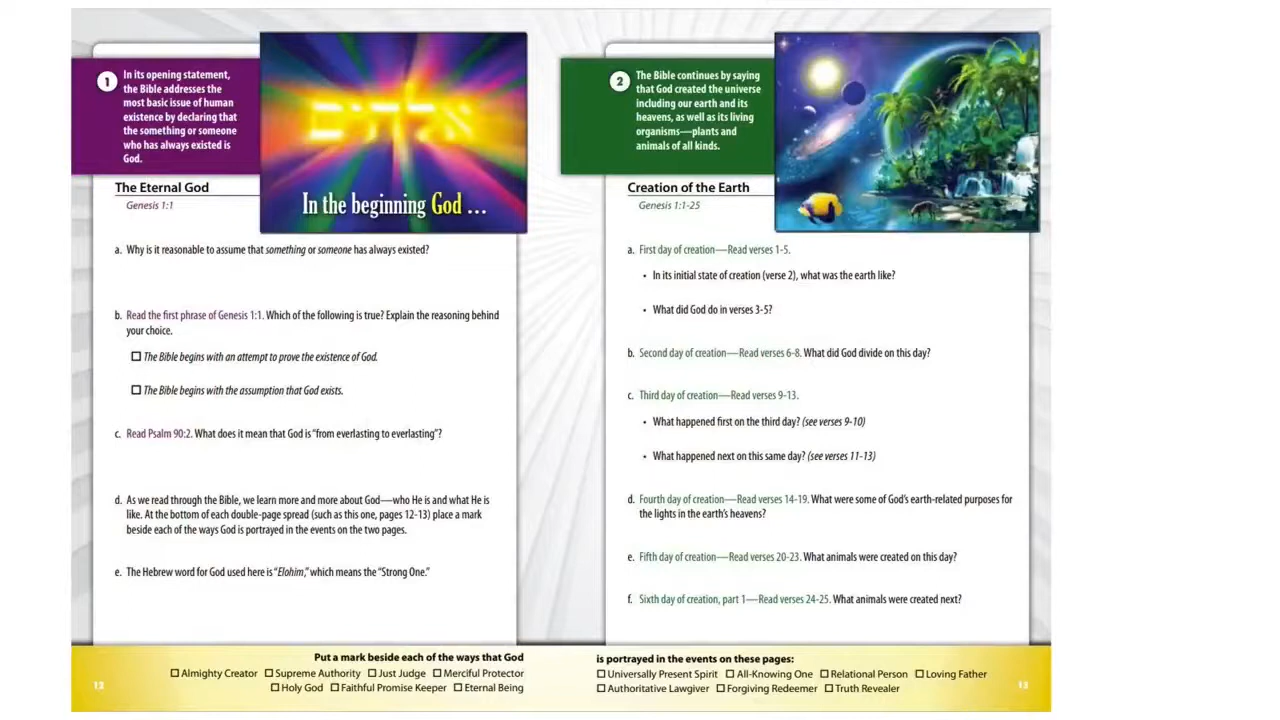 1
In its opening statement,
the Bible addresses the
most basic issue of human
existence by declaring that
the something or someone
who has always existed is
God.
אלהים
In the beginning God ...
The Eternal God
Genesis 1:1
a. Why is it reasonable to assume that something or someone has always existed?
b. Read the first phrase of Genesis 1:1. Which of the following is true? Explain the reasoning behind
your choice.
☐ The Bible begins with an attempt to prove the existence of God.
☐ The Bible begins with the assumption that God exists.
c. Read Psalm 90:2. What does it mean that God is “from everlasting to everlasting”?
d. As we read through the Bible, we learn more and more about God—who He is and what He is
like. At the bottom of each double-page spread (such as this one, pages 12-13) place a mark
beside each of the ways God is portrayed in the events on the two pages.
e. The Hebrew word for God used here is “Elohim,” which means the “Strong One.”
2
The Bible continues by saying
that God created the universe
including our earth and its
heavens, as well as its living
organisms—plants and
animals of all kinds.
Creation of the Earth
Genesis 1:1-25
a. First day of creation—Read verses 1-5.
• In its initial state of creation (verse 2), what was the earth like?
• What did God do in verses 3-5?
b. Second day of creation—Read verses 6-8. What did God divide on this day?
c. Third day of creation—Read verses 9-13.
• What happened first on the third day? (see verses 9-10)
• What happened next on this same day? (see verses 11-13)
d. Fourth day of creation—Read verses 14-19. What were some of God’s earth-related purposes for
the lights in the earth’s heavens?
e. Fifth day of creation—Read verses 20-23. What animals were created on this day?
f. Sixth day of creation, part 1—Read verses 24-25. What animals were created next?
Put a mark beside each of the ways that God
☐ Almighty Creator ☐ Supreme Authority ☐ Just Judge ☐ Merciful Protector
☐ Holy God ☐ Faithful Promise Keeper ☐ Eternal Being
12
is portrayed in the events on these pages:
☐ Universally Present Spirit ☐ All-Knowing One ☐ Relational Person ☐ Loving Father
☐ Authoritative Lawgiver ☐ Forgiving Redeemer ☐ Truth Revealer
13